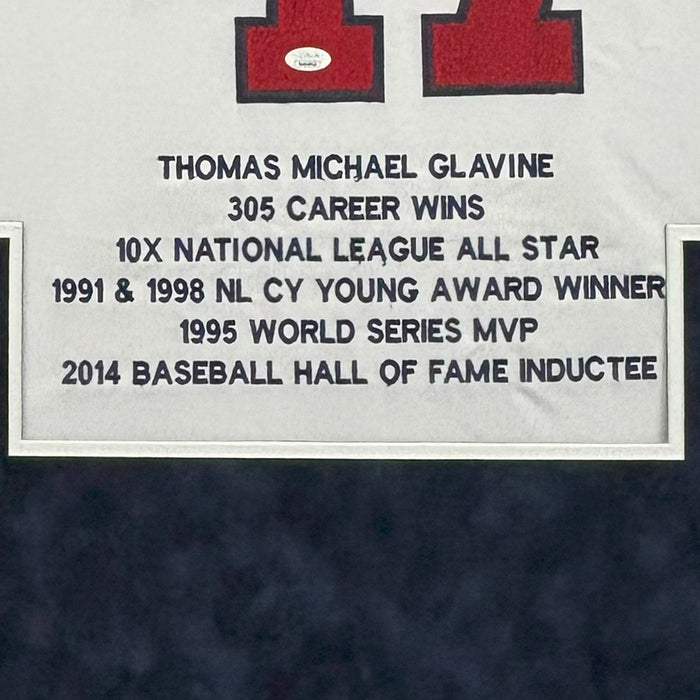 THOMAS MICHAEL GLAVINE
305 CAREER WINS
10X NATIONAL LEAGUE ALL STAR
1991 & 1998 NL CY YOUNG AWARD WINNER
1995 WORLD SERIES MVP
2014 BASEBALL HALL OF FAME INDUCTEE